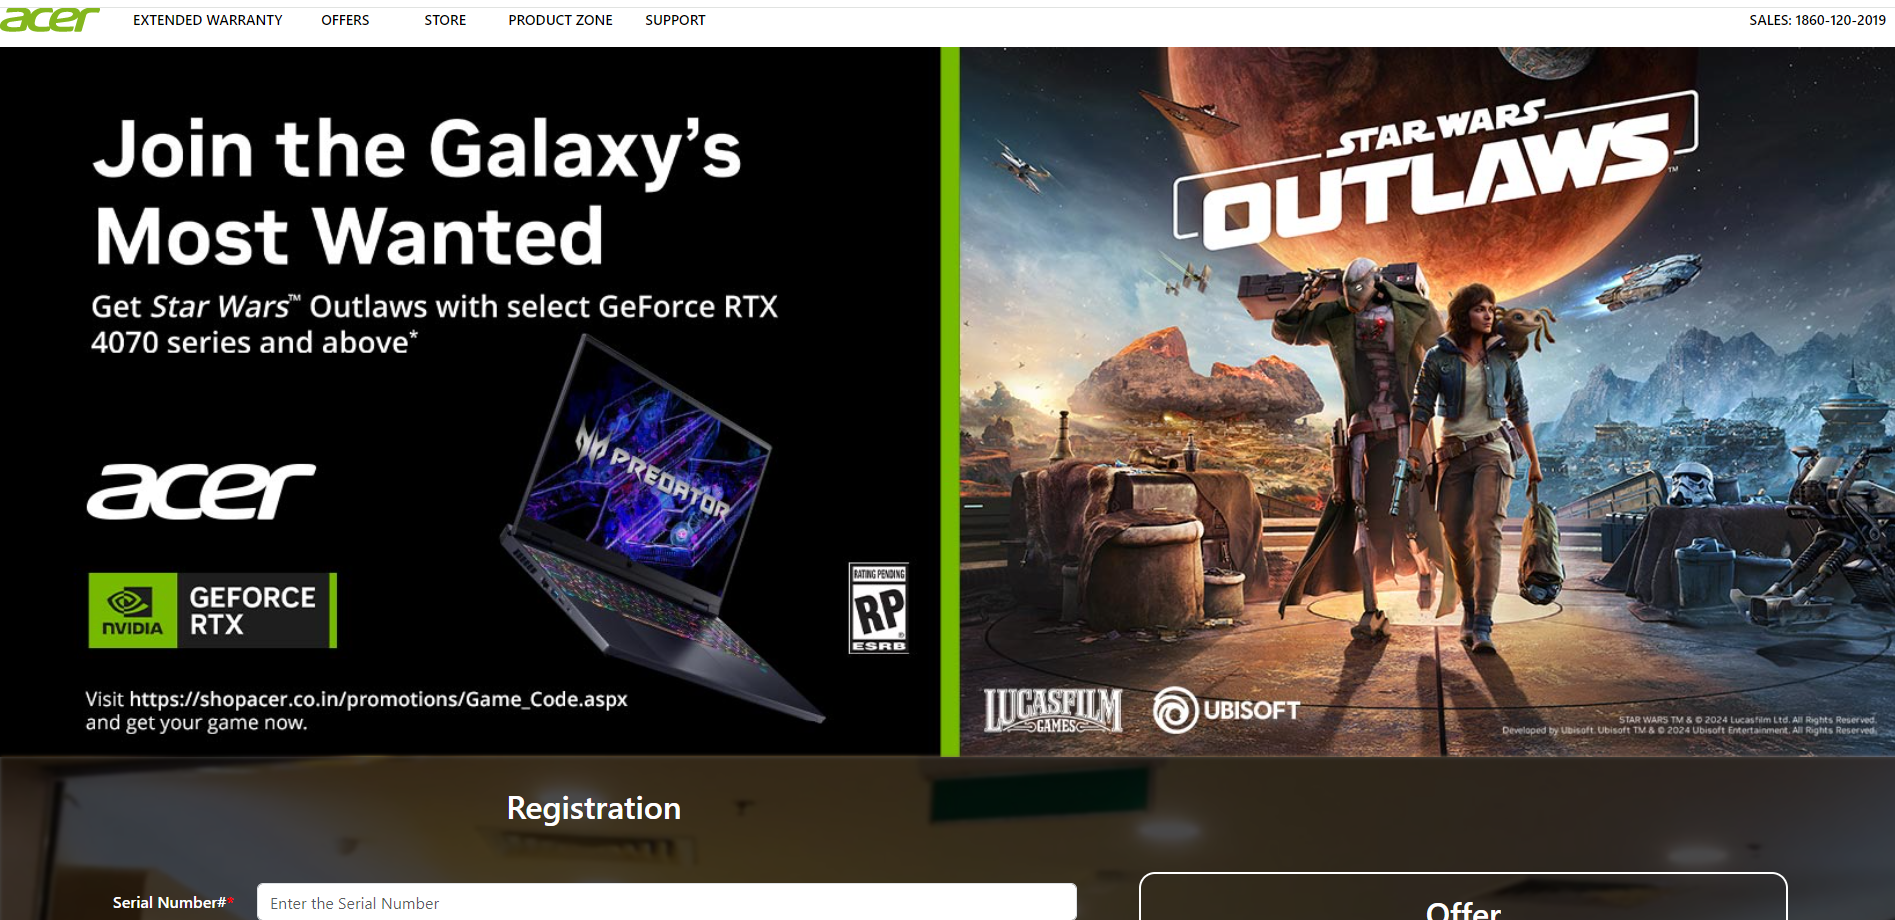 acer
EXTENDED WARRANTY
OFFERS
STORE
PRODUCT ZONE
SUPPORT
SALES: 1860-120-2019
Join the Galaxy's
Most Wanted
Get Star Wars™ Outlaws with select GeForce RTX
4070 series and above*
PREDATOR
acer
NVIDIA
GEFORCE
RTX
RATING PENDING
RP
ESRB
Visit https://shopacer.co.in/promotions/Game_Code.aspx
and get your game now.
STAR WARS
OUTLAWS™
LUCASFILM
GAMES
UBISOFT
STAR WARS TM & © 2024 Lucasfilm Ltd. All Rights Reserved.
Developed by Ubisoft. Ubisoft TM & © 2024 Ubisoft Entertainment. All Rights Reserved.
Registration
Serial Number#*
Enter the Serial Number
Offer